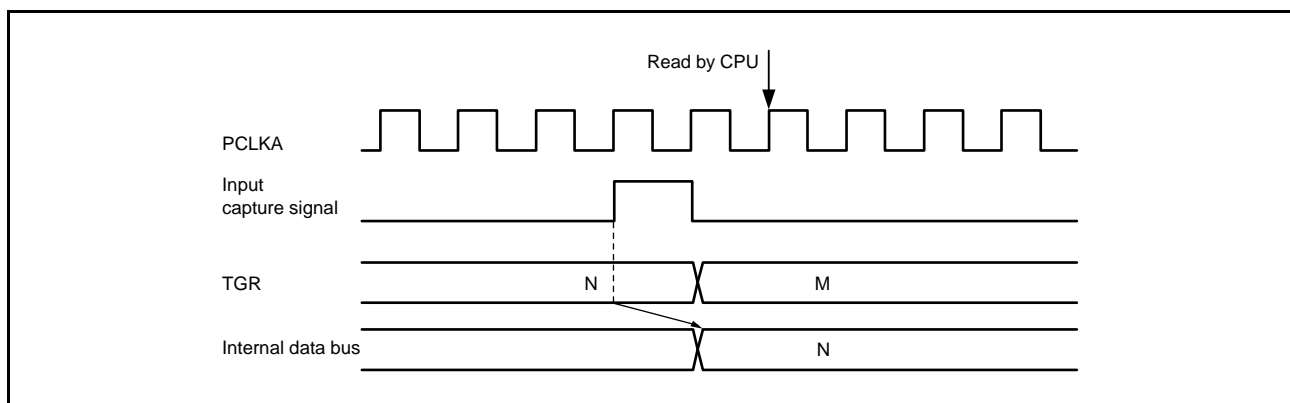 Read by CPU
PCLKA
Input
capture signal
TGR
N
M
Internal data bus
N